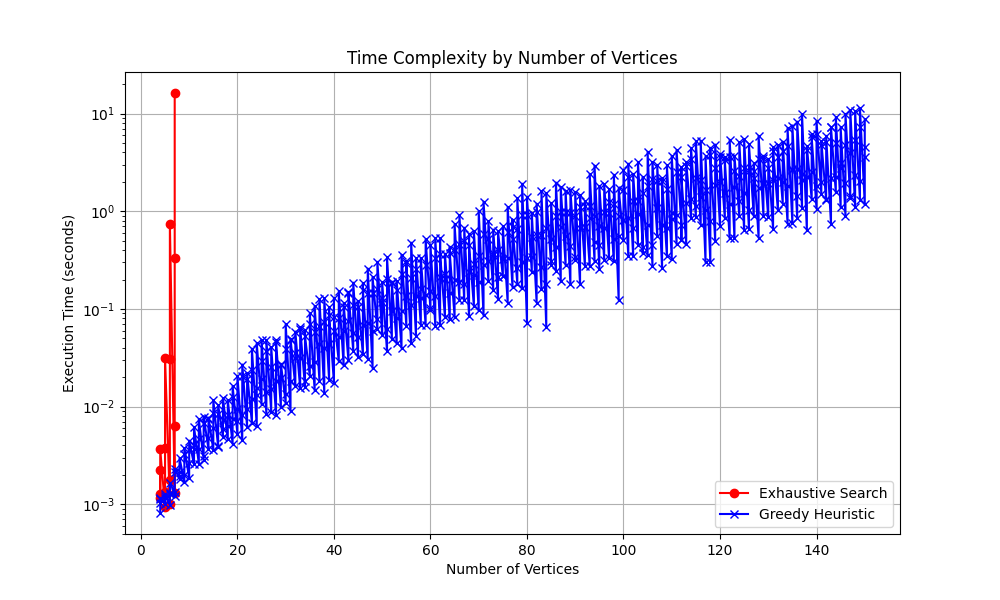 Time Complexity by Number of Vertices
Execution Time (seconds)
10¹
10⁰
10⁻¹
10⁻²
10⁻³
0 20 40 60 80 100 120 140
Number of Vertices
Exhaustive Search
Greedy Heuristic